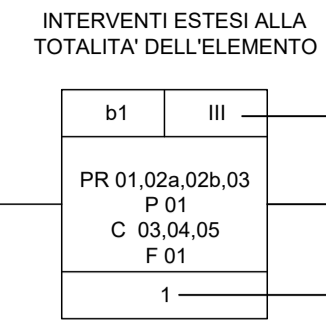 INTERVENTI ESTESI ALLA
TOTALITA' DELL'ELEMENTO
b1 III
PR 01,02a,02b,03
P 01
C 03,04,05
F 01
1